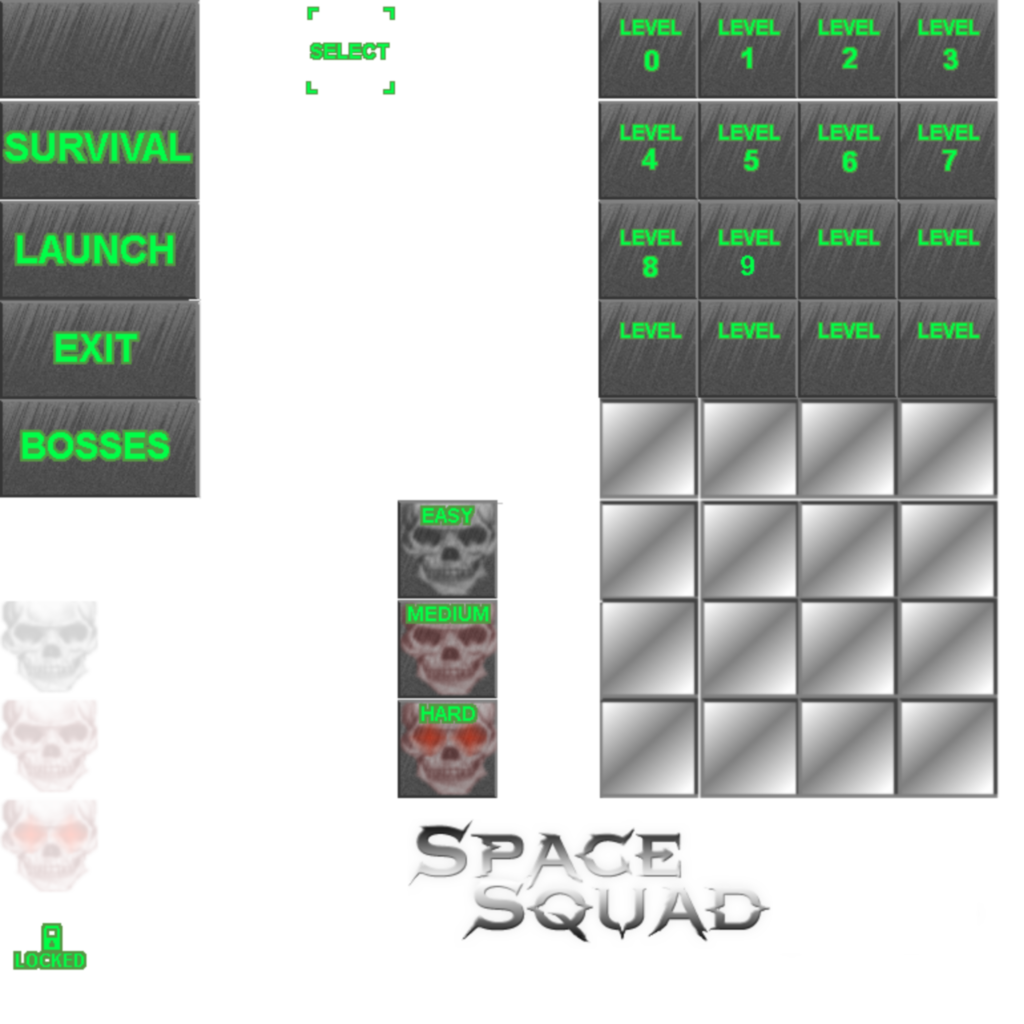 SELECT
LEVEL LEVEL LEVEL LEVEL
0 1 2 3
SURVIVAL
LEVEL LEVEL LEVEL LEVEL
4 5 6 7
LAUNCH
LEVEL LEVEL LEVEL LEVEL
8 9
EXIT
LEVEL LEVEL LEVEL LEVEL
BOSSES
EASY
MEDIUM
HARD
SPACE
SQUAD
LOCKED